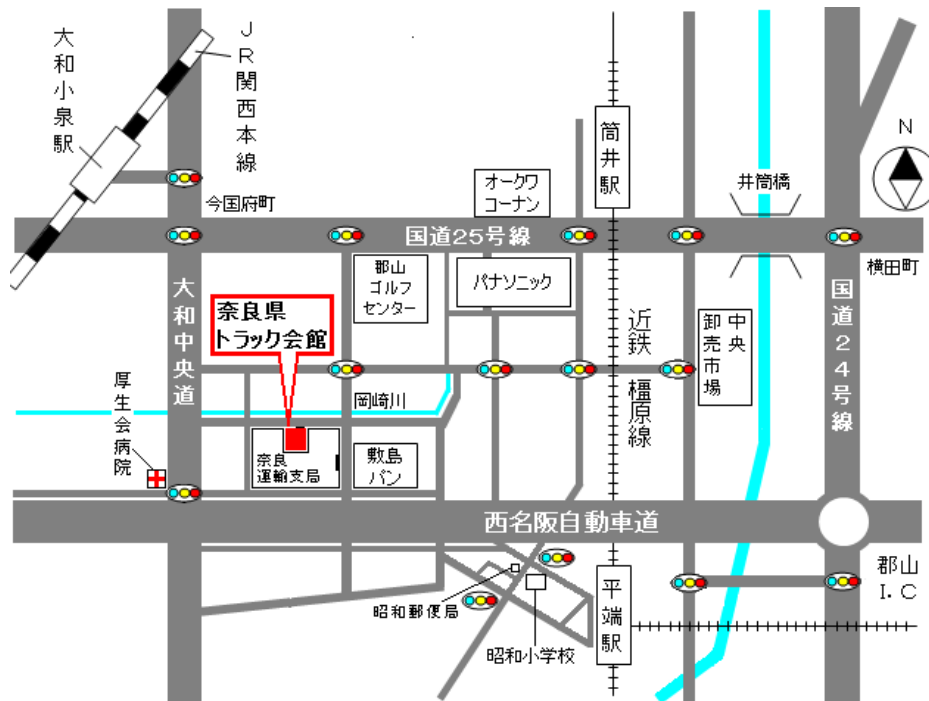 大和小泉駅
JR関西本線
今国府町
オークワ
コーナン
筒井駅
井筒橋
N
国道25号線
横田町
郡山
ゴルフ
センター
パナソニック
大和中央道
奈良県
トラック会館
近鉄
橿原線
中央
卸売市場
国道24号線
厚生会病院
岡崎川
奈良
運輸支局
敷島
パン
西名阪自動車道
郡山
I.C
昭和郵便局
平端駅
昭和小学校